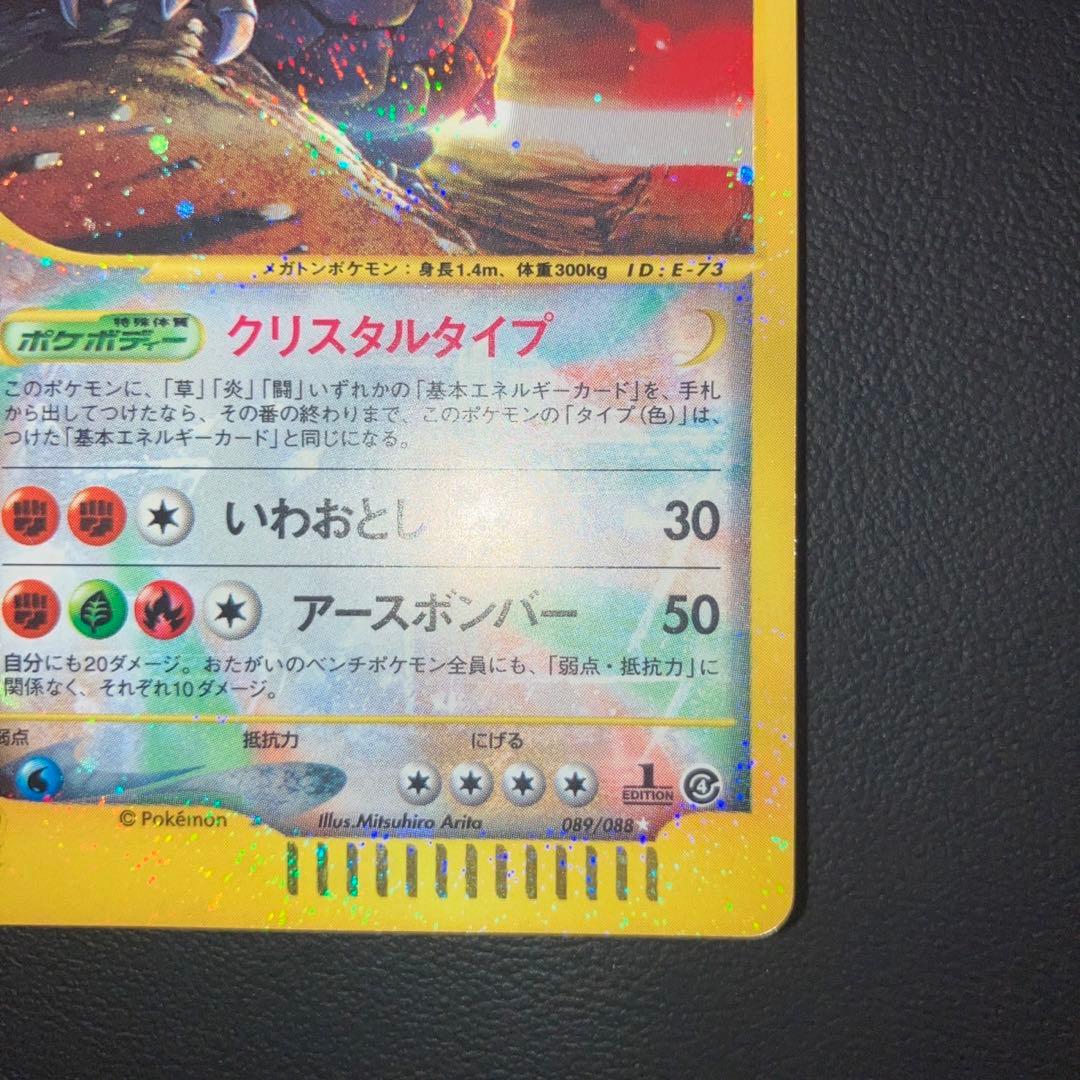 メガトンポケモン：身長1.4m、体重300kg ID:E-73
特殊体質
ポケボディー クリスタルタイプ
このポケモンに、「草」「炎」「闘」いずれかの「基本エネルギーカード」を、手札
から出してつけたなら、その番の終わりまで、このポケモンの「タイプ（色）」は、
つけた「基本エネルギーカード」と同じになる。
いわおとし 30
アースボンバー 50
自分にも20ダメージ。おたがいのベンチポケモン全員にも、「弱点・抵抗力」に
関係なく、それぞれ10ダメージ。
弱点 抵抗力 にげる
1
EDITION 4
© Pokémon Illus.Mitsuhiro Arita 089/088★